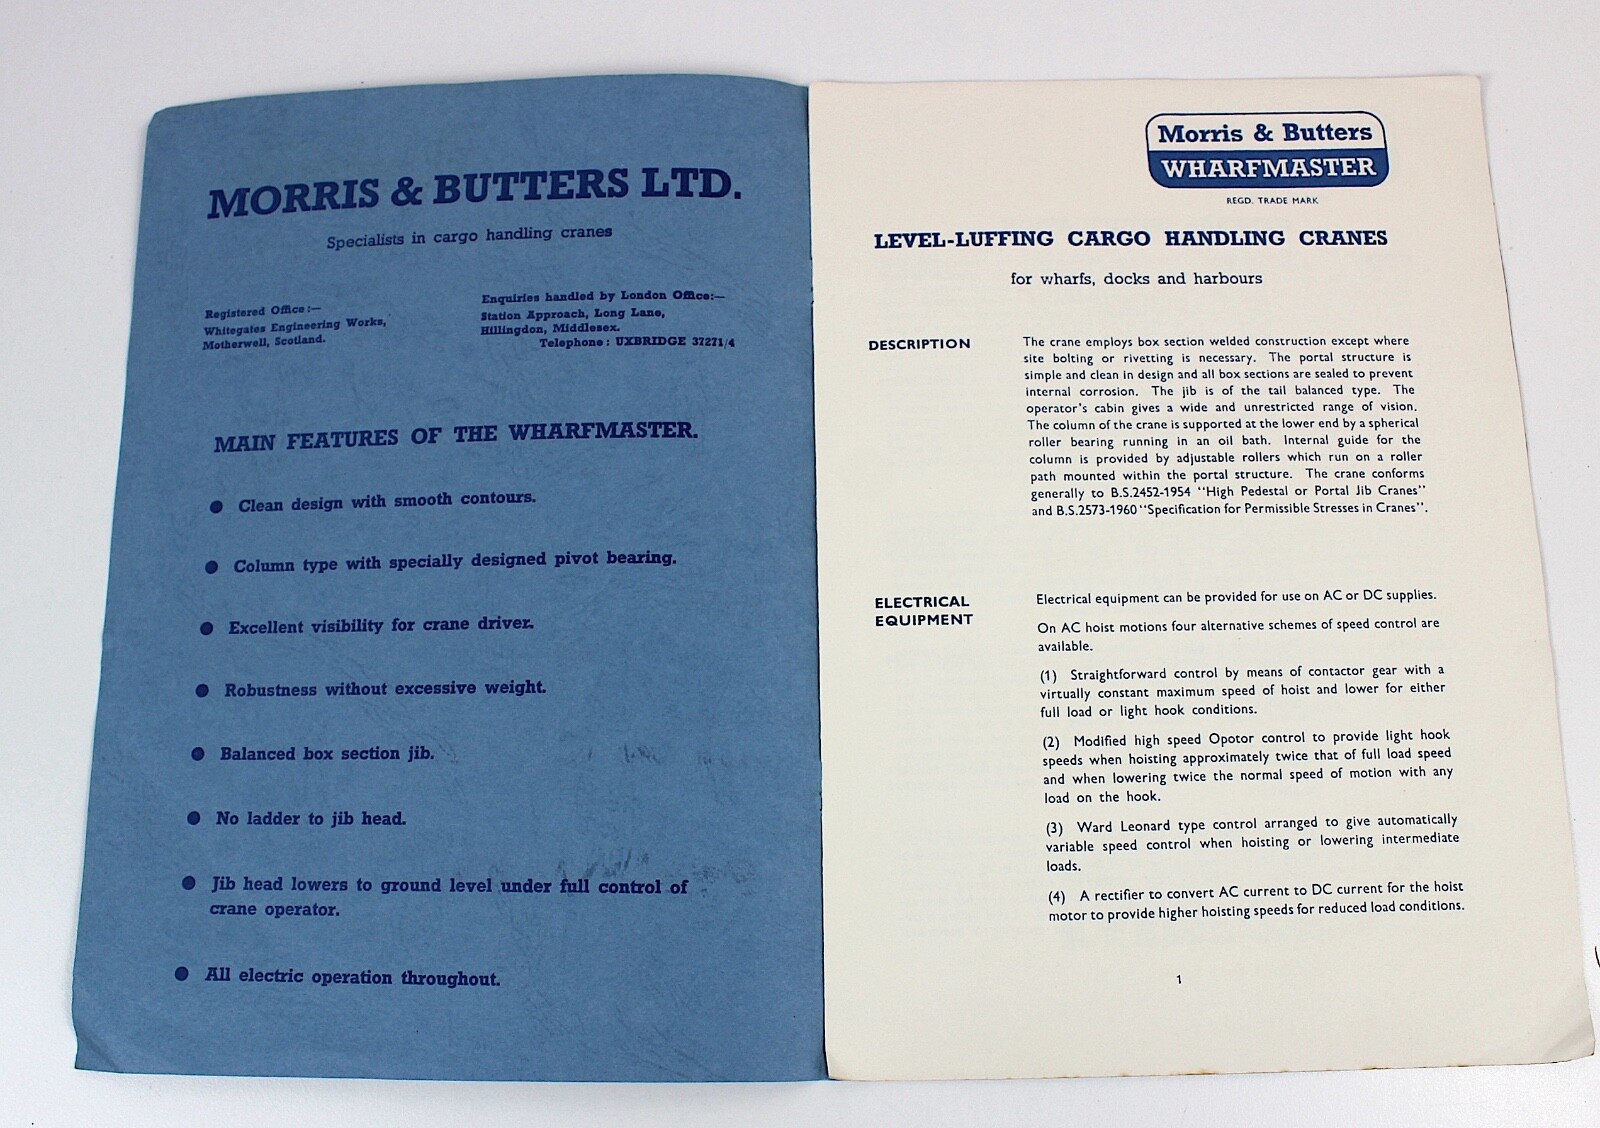 MORRIS & BUTTERS LTD.
Specialists in cargo handling cranes
Registered Office :—
Whitegates Engineering Works,
Motherwell, Scotland.
Enquiries handled by London Office:—
Station Approach, Long Lane,
Hillingdon, Middlesex.
Telephone : UXBRIDGE 37271/4
MAIN FEATURES OF THE WHARFMASTER.
● Clean design with smooth contours.
● Column type with specially designed pivot bearing.
● Excellent visibility for crane driver.
● Robustness without excessive weight.
● Balanced box section jib.
● No ladder to jib head.
● Jib head lowers to ground level under full control of
crane operator.
● All electric operation throughout.
Morris & Butters
WHARFMASTER
REGD. TRADE MARK
LEVEL-LUFFING CARGO HANDLING CRANES
for wharfs, docks and harbours
DESCRIPTION
The crane employs box section welded construction except where
site bolting or rivetting is necessary. The portal structure is
simple and clean in design and all box sections are sealed to prevent
internal corrosion. The jib is of the tail balanced type. The
operator's cabin gives a wide and unrestricted range of vision.
The column of the crane is supported at the lower end by a spherical
roller bearing running in an oil bath. Internal guide for the
column is provided by adjustable rollers which run on a roller
path mounted within the portal structure. The crane conforms
generally to B.S.2452-1954 "High Pedestal or Portal Jib Cranes"
and B.S.2573-1960 "Specification for Permissible Stresses in Cranes".
ELECTRICAL
EQUIPMENT
Electrical equipment can be provided for use on AC or DC supplies.
On AC hoist motions four alternative schemes of speed control are
available.
(1) Straightforward control by means of contactor gear with a
virtually constant maximum speed of hoist and lower for either
full load or light hook conditions.
(2) Modified high speed Opotor control to provide light hook
speeds when hoisting approximately twice that of full load speed
and when lowering twice the normal speed of motion with any
load on the hook.
(3) Ward Leonard type control arranged to give automatically
variable speed control when hoisting or lowering intermediate
loads.
(4) A rectifier to convert AC current to DC current for the hoist
motor to provide higher hoisting speeds for reduced load conditions.
1